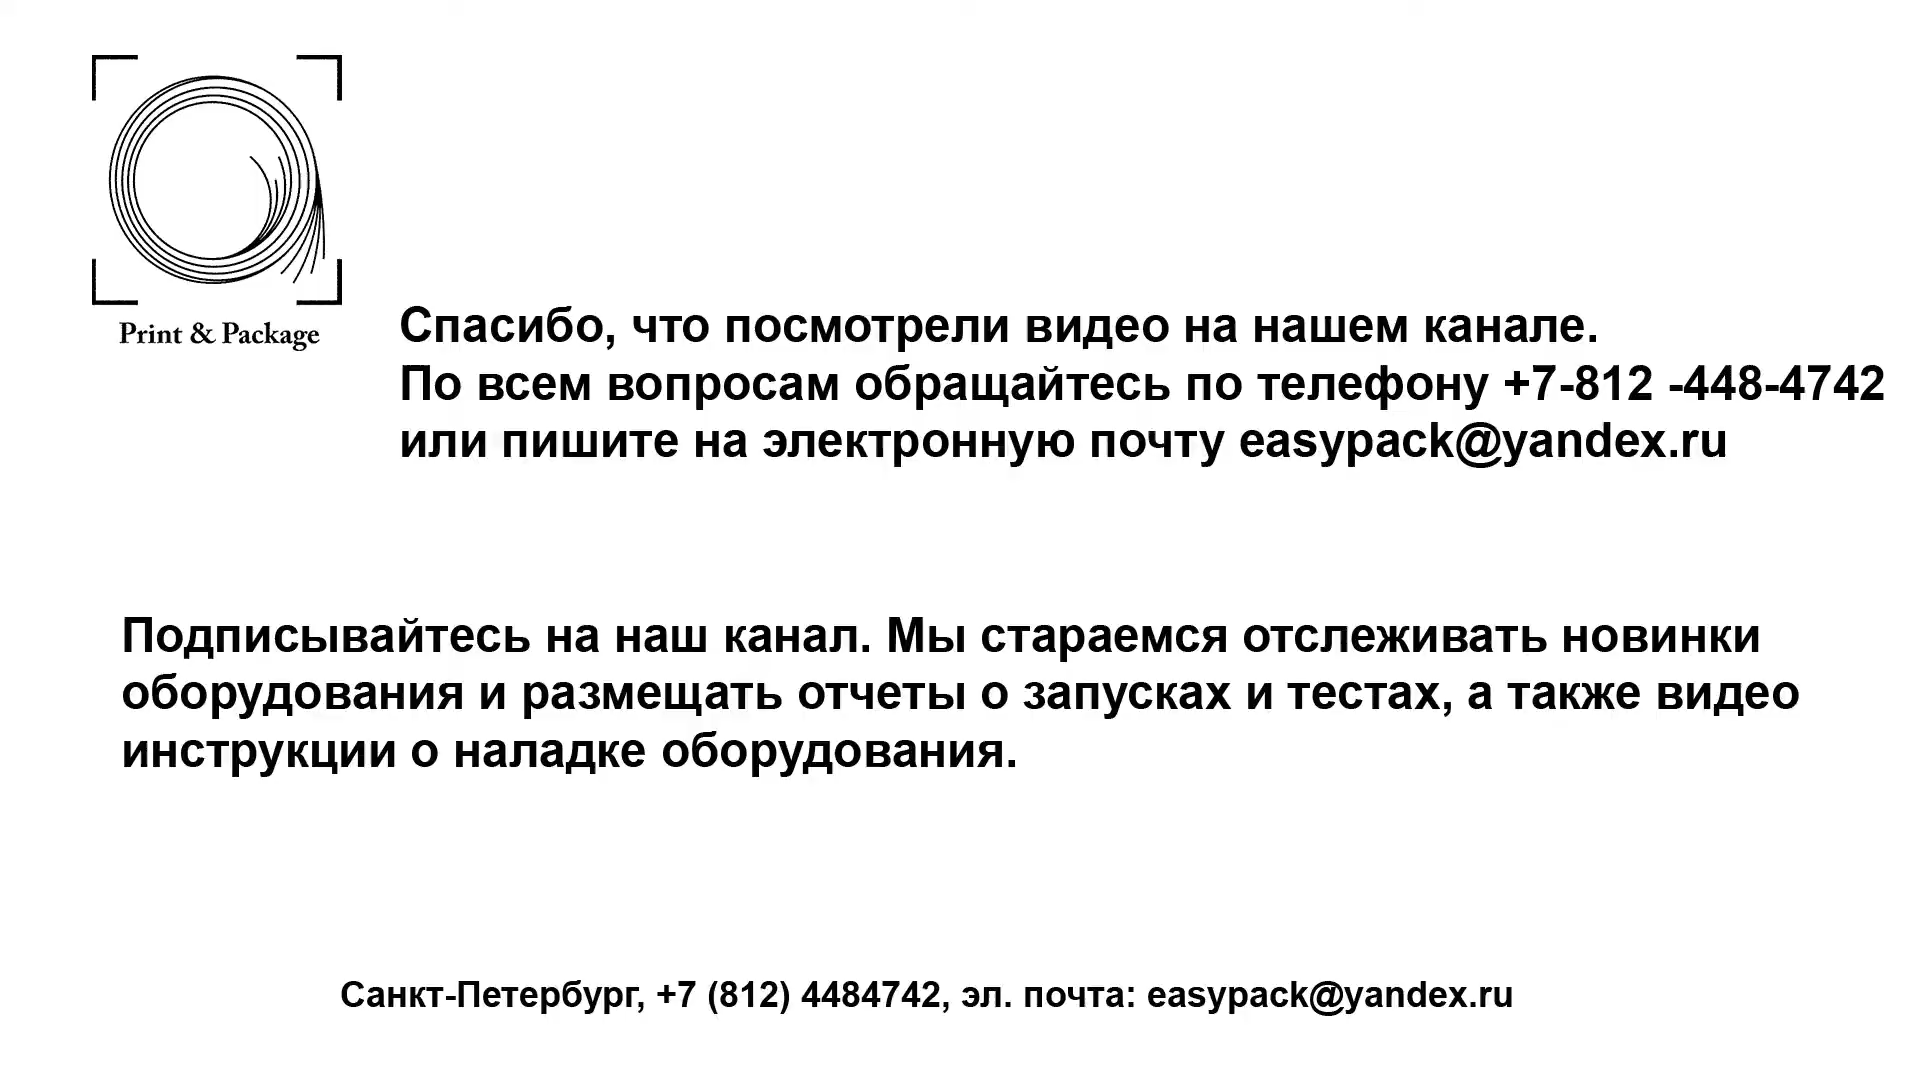 Print & Package
Спасибо, что посмотрели видео на нашем канале.
По всем вопросам обращайтесь по телефону +7-812 -448-4742
или пишите на электронную почту easypack@yandex.ru
Подписывайтесь на наш канал. Мы стараемся отслеживать новинки
оборудования и размещать отчеты о запусках и тестах, а также видео
инструкции о наладке оборудования.
Санкт-Петербург, +7 (812) 4484742, эл. почта: easypack@yandex.ru